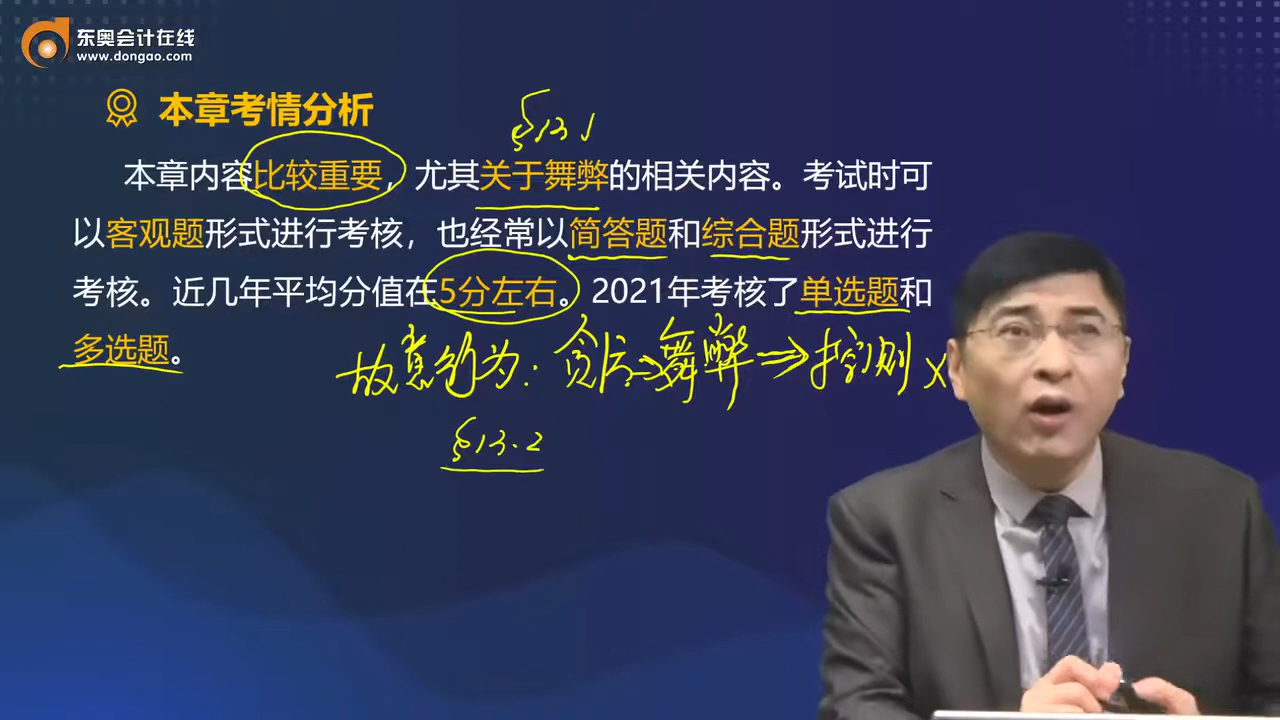 东奥会计在线
www.dongao.com
本章考情分析
§13.1
本章内容比较重要，尤其关于舞弊的相关内容。考试时可
以客观题形式进行考核，也经常以简答题和综合题形式进行
考核。近几年平均分值在5分左右。2021年考核了单选题和
多选题。
故意行为：贪污→舞弊⇒控制×
§13.2